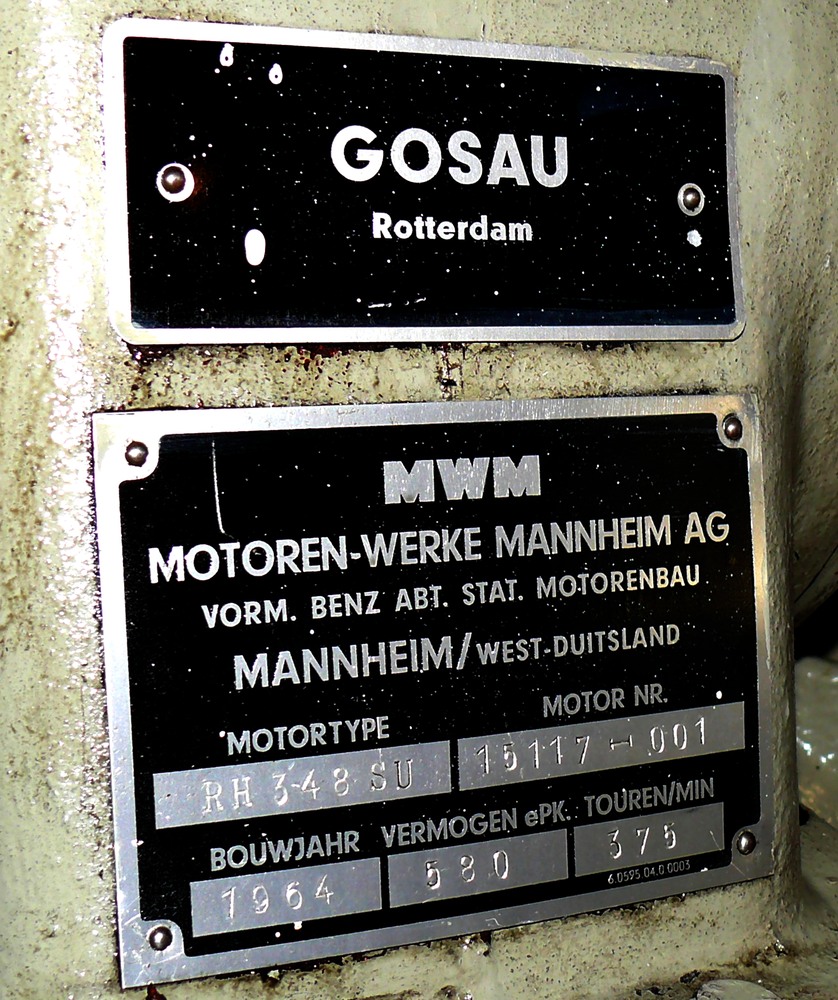 GOSAU
Rotterdam
MWM
MOTOREN-WERKE MANNHEIM AG
VORM. BENZ ABT. STAT. MOTORENBAU
MANNHEIM/WEST-DUITSLAND
MOTORTYPE MOTOR NR.
RH 348 SU 15117-001
BOUWJAHR VERMOGEN ePK. TOUREN/MIN
1964 580 375
6.0595.04.0.0003